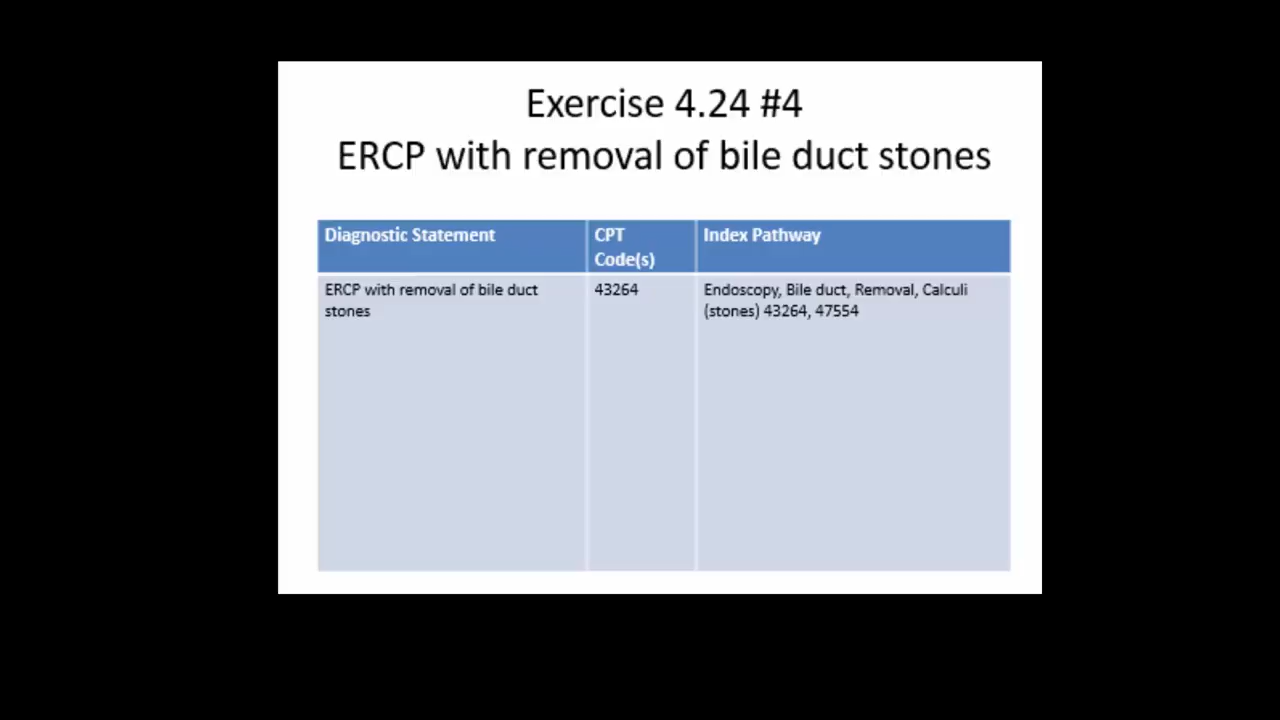 Exercise 4.24 #4
ERCP with removal of bile duct stones
Diagnostic Statement
CPT
Code(s)
Index Pathway
ERCP with removal of bile duct
stones
43264
Endoscopy, Bile duct, Removal, Calculi
(stones) 43264, 47554